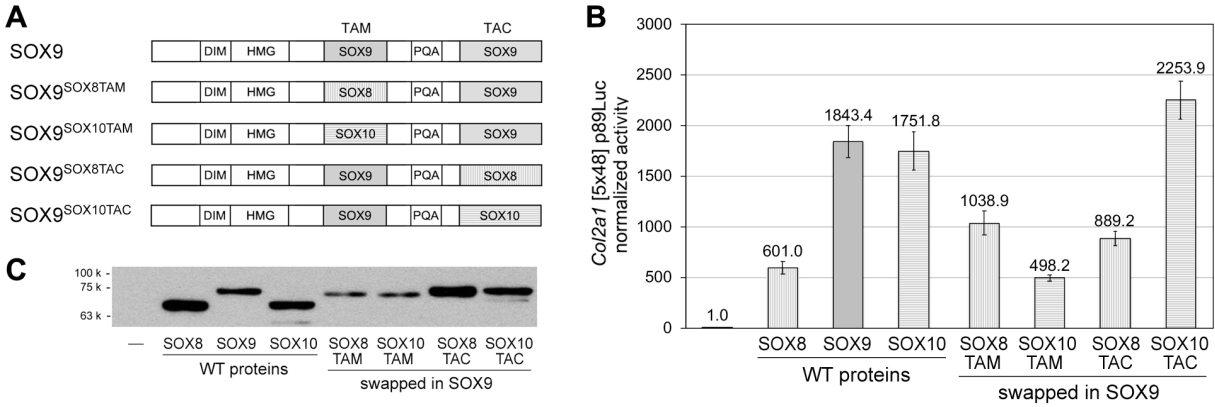 A
TAM TAC
SOX9 DIM HMG SOX9 PQA SOX9
SOX9SOX8TAM DIM HMG SOX8 PQA SOX9
SOX9SOX10TAM DIM HMG SOX10 PQA SOX9
SOX9SOX8TAC DIM HMG SOX9 PQA SOX8
SOX9SOX10TAC DIM HMG SOX9 PQA SOX10
C
100 k
75 k
63 k
— SOX8 SOX9 SOX10 SOX8 SOX10 SOX8 SOX10
TAM TAM TAC TAC
WT proteins
swapped in SOX9
B
Col2a1 [5x48] p89Luc
normalized activity
3000
2500
2000
1500
1000
500
0
1.0
601.0
1843.4
1751.8
1038.9
498.2
889.2
2253.9
— SOX8 SOX9 SOX10 SOX8 SOX10 SOX8 SOX10
TAM TAM TAC TAC
WT proteins
swapped in SOX9